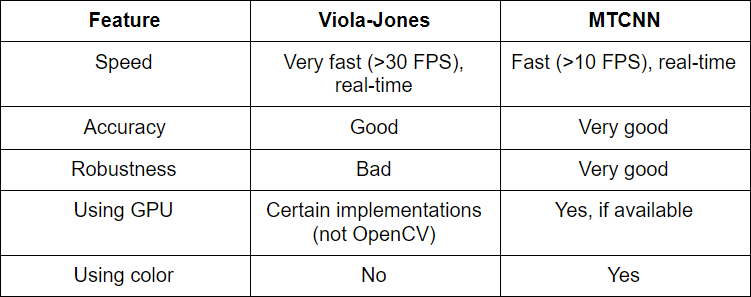 Feature Viola-Jones MTCNN
Speed Very fast (>30 FPS), Fast (>10 FPS), real-time
real-time
Accuracy Good Very good
Robustness Bad Very good
Using GPU Certain implementations Yes, if available
(not OpenCV)
Using color No Yes